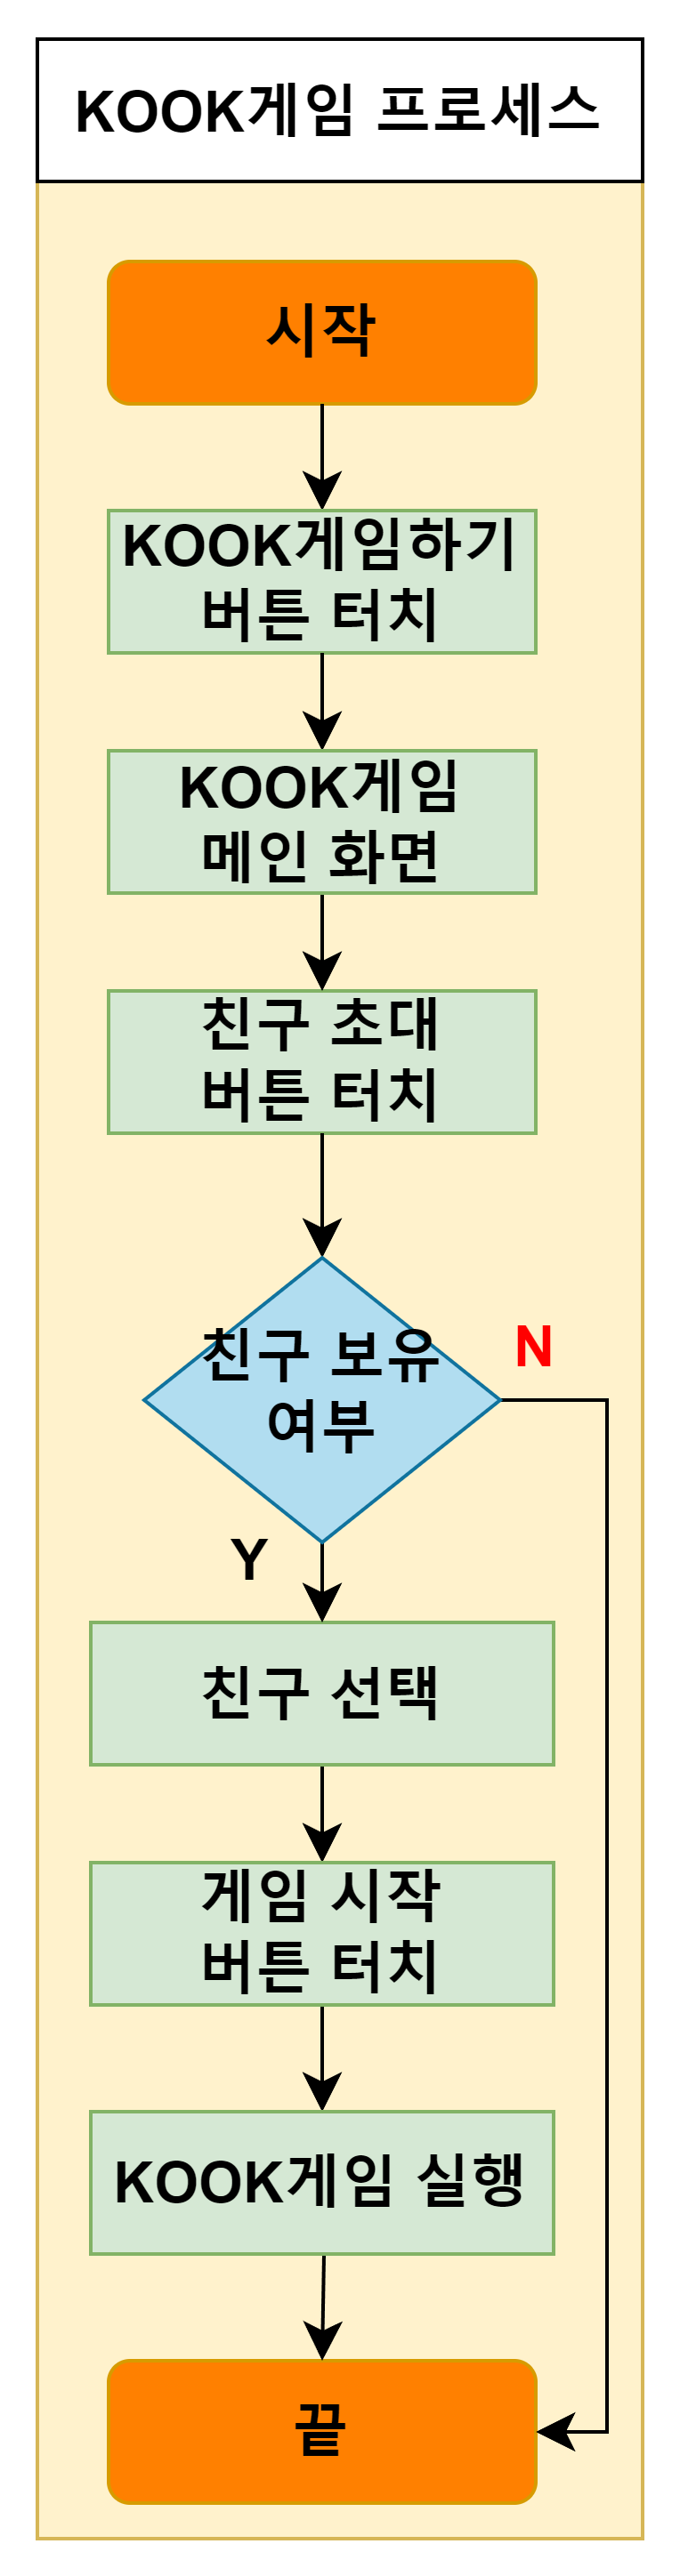 KOOK게임 프로세스
시작
KOOK게임하기
버튼 터치
KOOK게임
메인 화면
친구 초대
버튼 터치
친구 보유
여부
N
Y
친구 선택
게임 시작
버튼 터치
KOOK게임 실행
끝